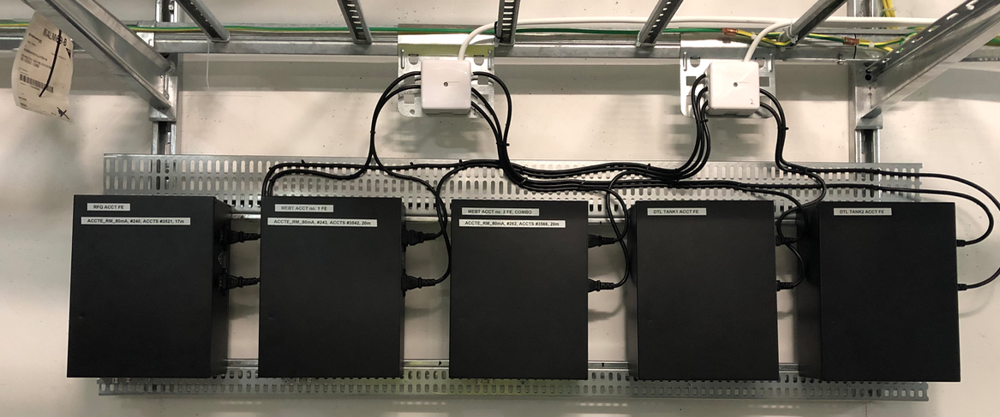 RFQ ACCT FE
ACCTE_RM_80mA, #240, ACCTS #3521, 17m
MEBT ACCT no. 1 FE
ACCTE_RM_80mA, #243, ACCTS #3542, 20m
MEBT ACCT no. 2 FE, COMBO
ACCTE_RM_80mA, #262, ACCTS #3566, 20m
DTL TANK1 ACCT FE
DTL TANK2 ACCT FE